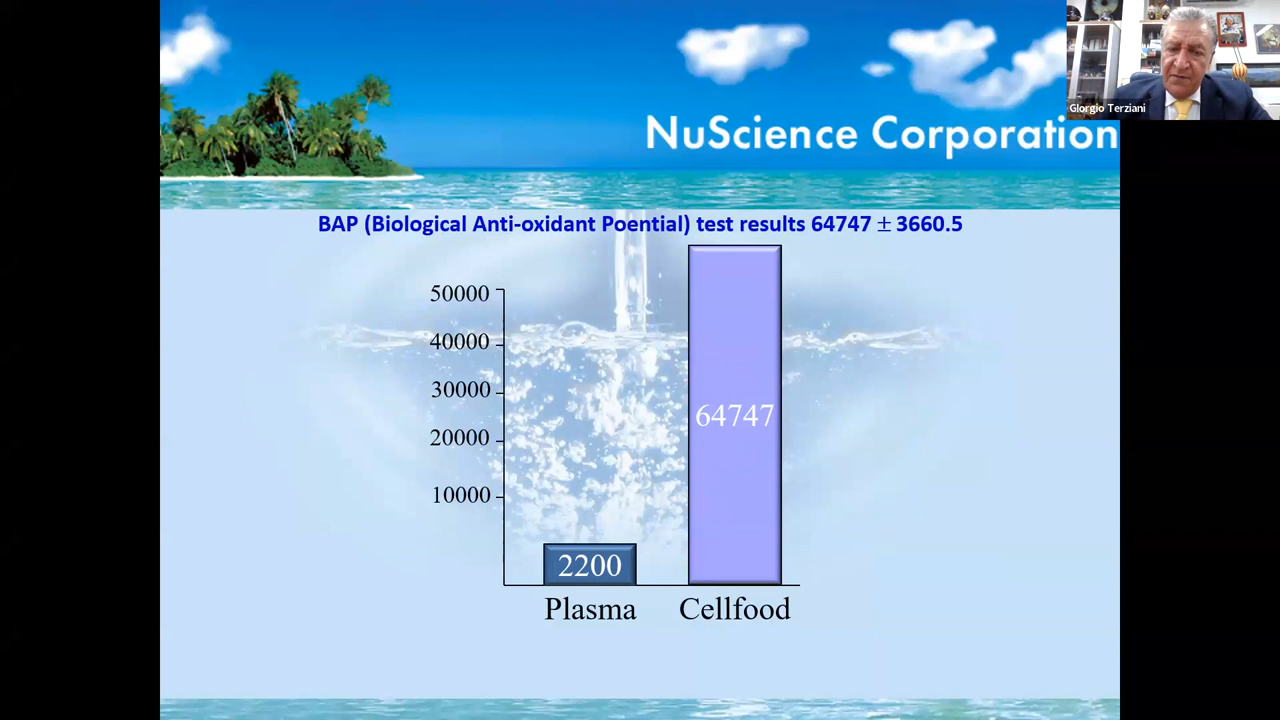 GIorgio Terziani
NuScience Corporation
BAP (Biological Anti-oxidant Poential) test results 64747 ± 3660.5
50000
40000
30000
20000
10000
64747
2200
Plasma Cellfood